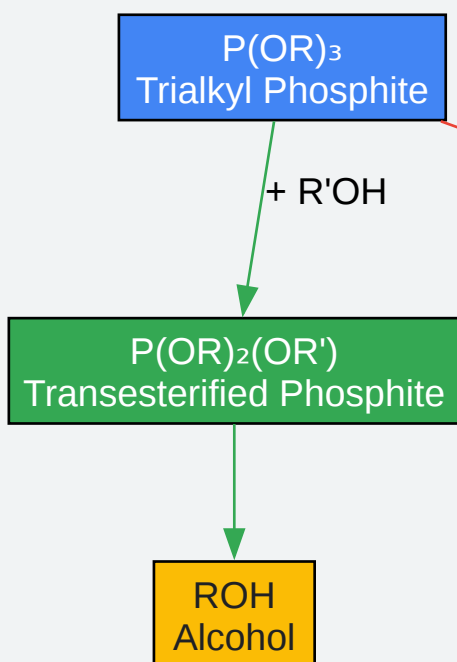 P(OR)₃
Trialkyl Phosphite
+ R'OH
P(OR)₂(OR')
Transesterified Phosphite
ROH
Alcohol